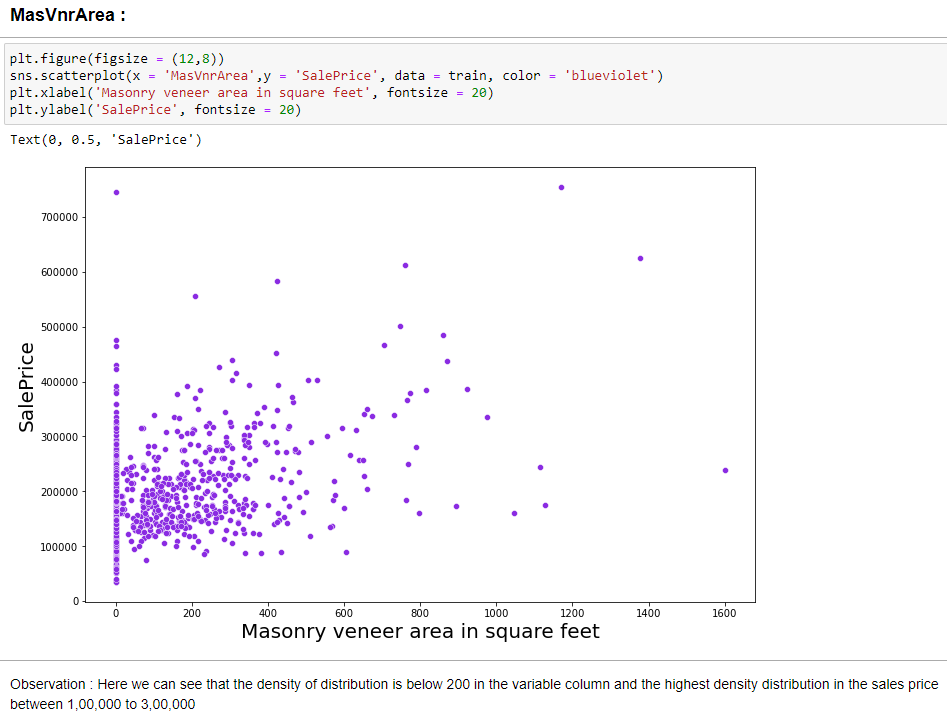 MasVnrArea :
plt.figure(figsize = (12,8))
sns.scatterplot(x = 'MasVnrArea',y = 'SalePrice', data = train, color = 'blueviolet')
plt.xlabel('Masonry veneer area in square feet', fontsize = 20)
plt.ylabel('SalePrice', fontsize = 20)
Text(0, 0.5, 'SalePrice')
700000
600000
500000
400000
300000
200000
100000
0
SalePrice
0 200 400 600 800 1000 1200 1400 1600
Masonry veneer area in square feet
Observation : Here we can see that the density of distribution is below 200 in the variable column and the highest density distribution in the sales price
between 1,00,000 to 3,00,000